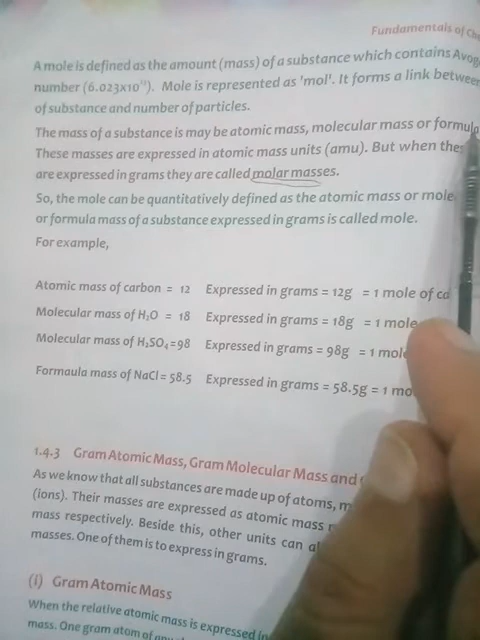 Fundamentals of
A mole is defined as the amount (mass) of a substance which contains
number (6.023x10²³). Mole is represented as 'mol'. It forms a link between
of substance and number of particles.
The mass of a substance is may be atomic mass, molecular mass or formula
These masses are expressed in atomic mass units (amu). But when the
are expressed in grams they are called molar masses.
So, the mole can be quantitatively defined as the atomic mass or
or formula mass of a substance expressed in grams is called mole.
For example,
Atomic mass of carbon = 12 Expressed in grams = 12g = 1 mole of
Molecular mass of H₂O = 18 Expressed in grams = 18g = 1 mole
Molecular mass of H₂SO₄=98 Expressed in grams = 98g = 1
Formaula mass of NaCl = 58.5 Expressed in grams = 58.5g = 1
1.4.3 Gram Atomic Mass, Gram Molecular Mass and
As we know that all substances are made up of atoms,
(ions). Their masses are expressed as atomic mass
mass respectively. Beside this, other units can
masses. One of them is to express in grams.
(i) Gram Atomic Mass
When the relative atomic mass is expressed in
mass. One gram atom of